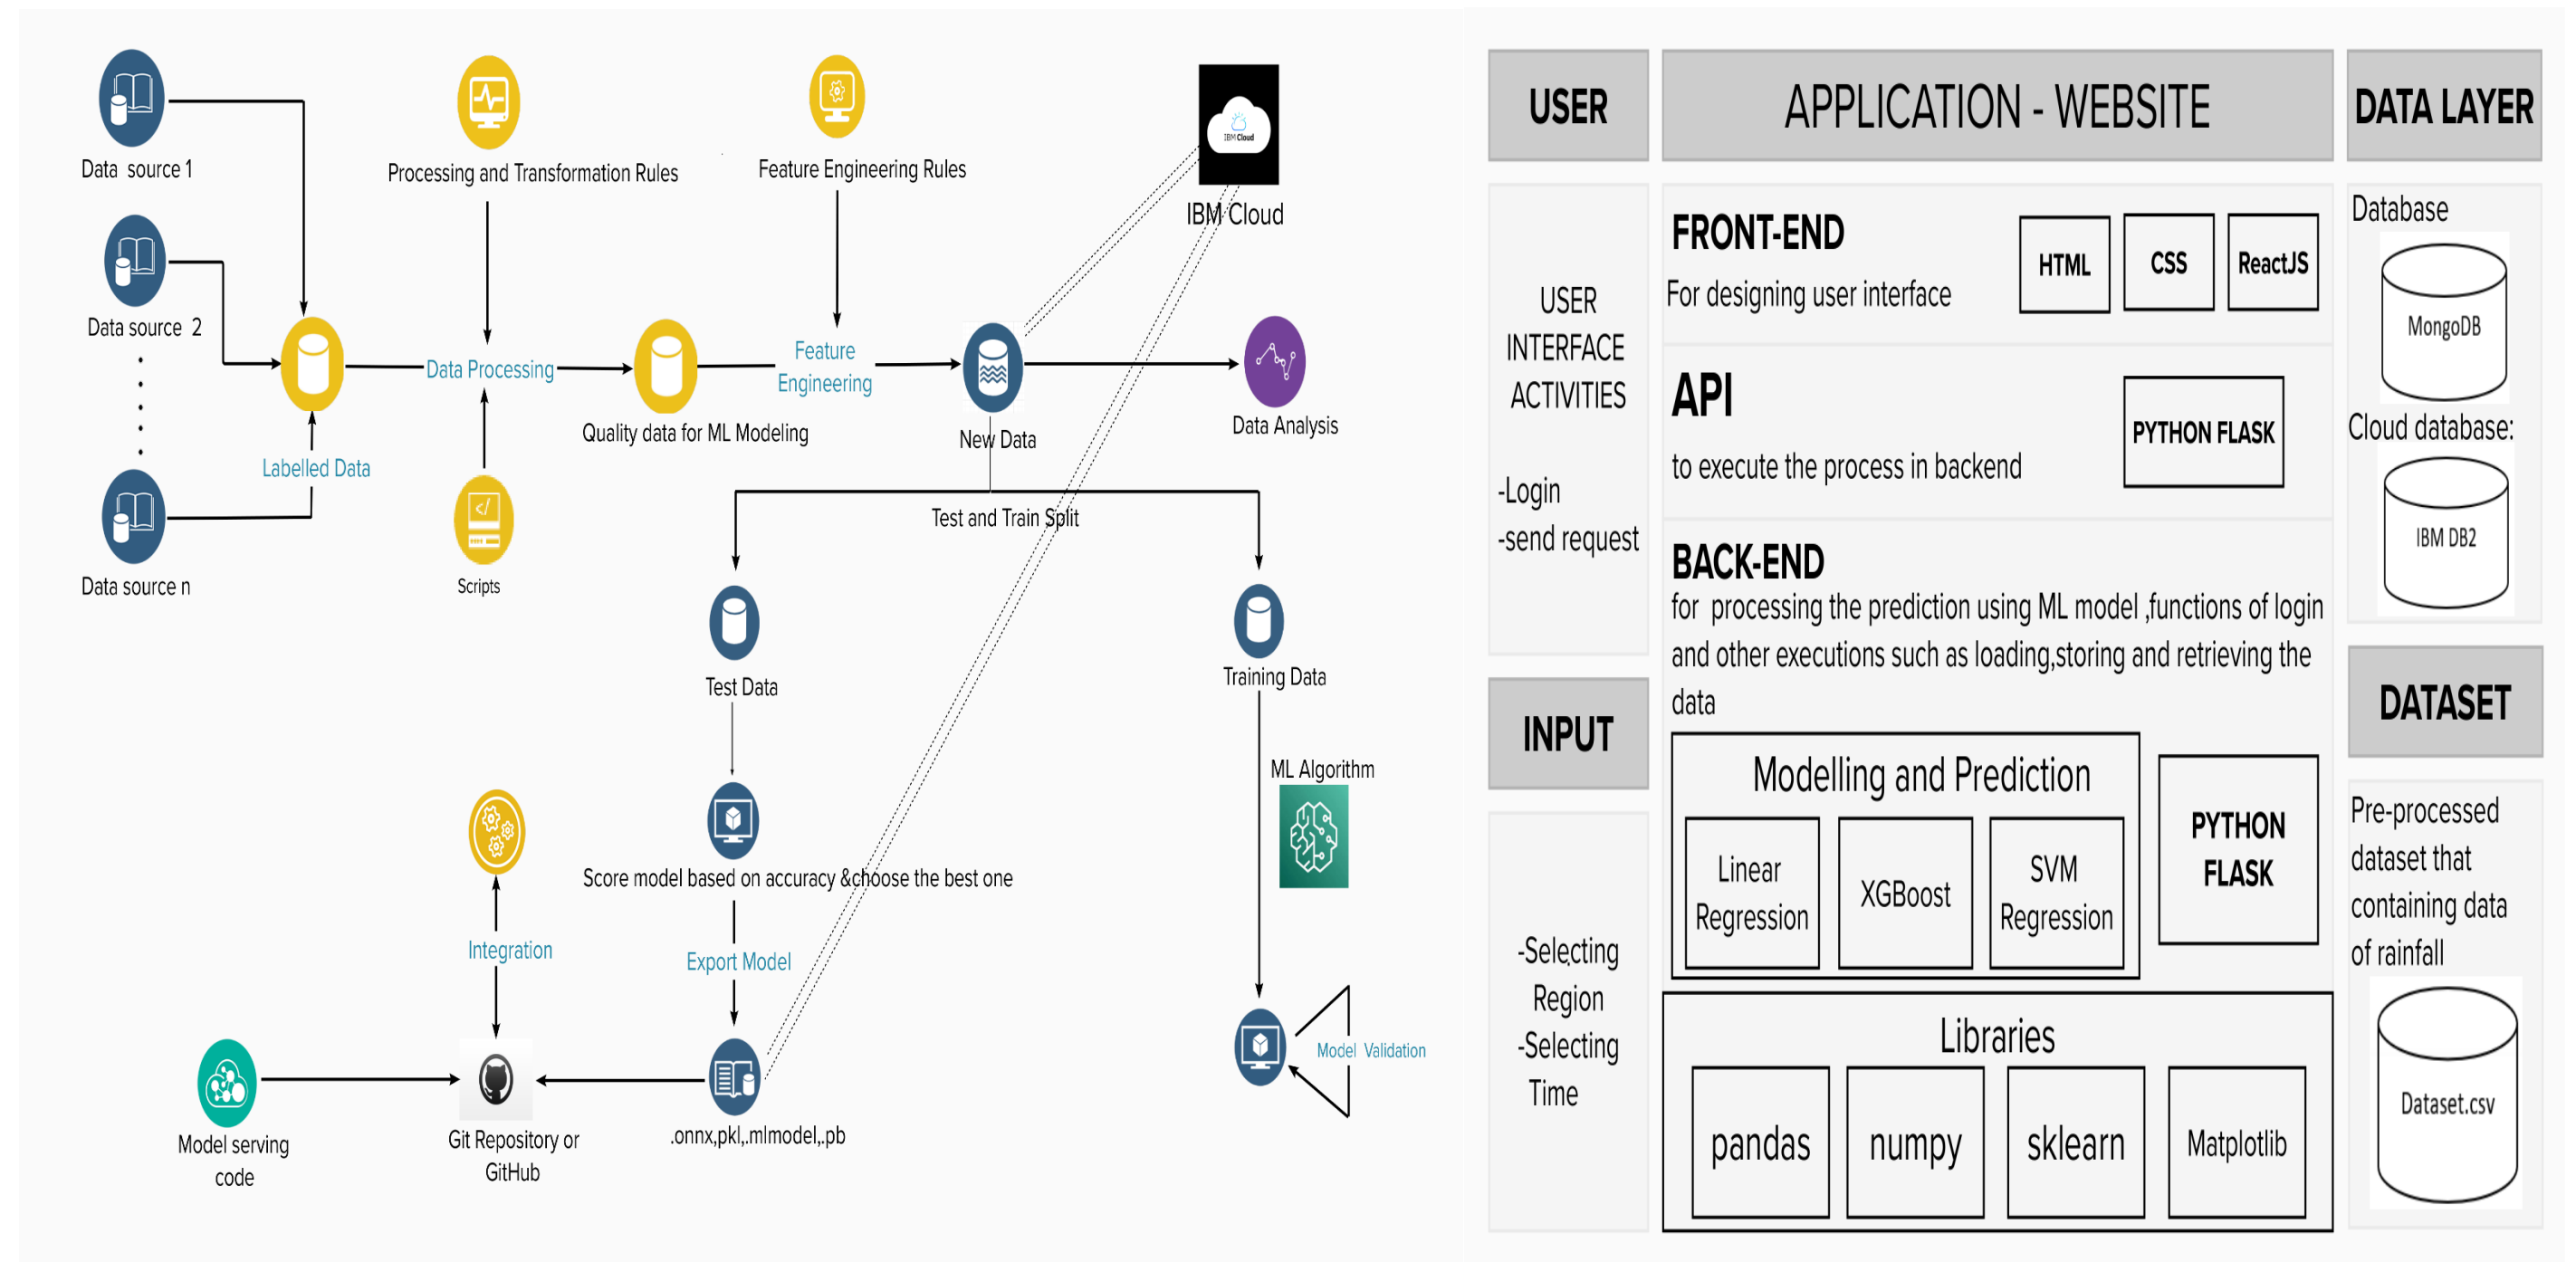 Data source 1
Processing and Transformation Rules
Feature Engineering Rules
IBM Cloud
IBM Cloud
Data source 2
Data Processing
Feature
Engineering
Quality data for ML Modeling
New Data
Data Analysis
Labelled Data
Data source n
Scripts
Test and Train Split
Test Data
Training Data
ML Algorithm
Score model based on accuracy &choose the best one
Integration
Export Model
Model Validation
Model serving
code
Git Repository or
GitHub
.onnx,pkl,.mlmodel,.pb
USER
USER
INTERFACE
ACTIVITIES
-Login
-send request
INPUT
-Selecting
Region
-Selecting
Time
APPLICATION - WEBSITE
FRONT-END
For designing user interface
HTML
CSS
ReactJS
API
to execute the process in backend
PYTHON FLASK
BACK-END
for processing the prediction using ML model ,functions of login
and other executions such as loading,storing and retrieving the
data
Modelling and Prediction
Linear
Regression
XGBoost
SVM
Regression
PYTHON
FLASK
Libraries
pandas
numpy
sklearn
Matplotlib
DATA LAYER
Database
MongoDB
Cloud database:
IBM DB2
DATASET
Pre-processed
dataset that
containing data
of rainfall
Dataset.csv